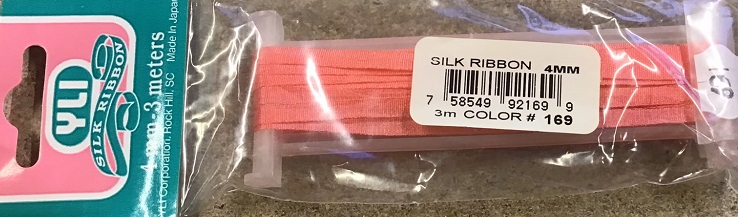 YLI
SILK RIBBON
4mm-3 meters
YLI Corporation, Rock Hill, SC Made In Japan
SILK RIBBON 4MM
7 58549 92169 9
3m COLOR # 169